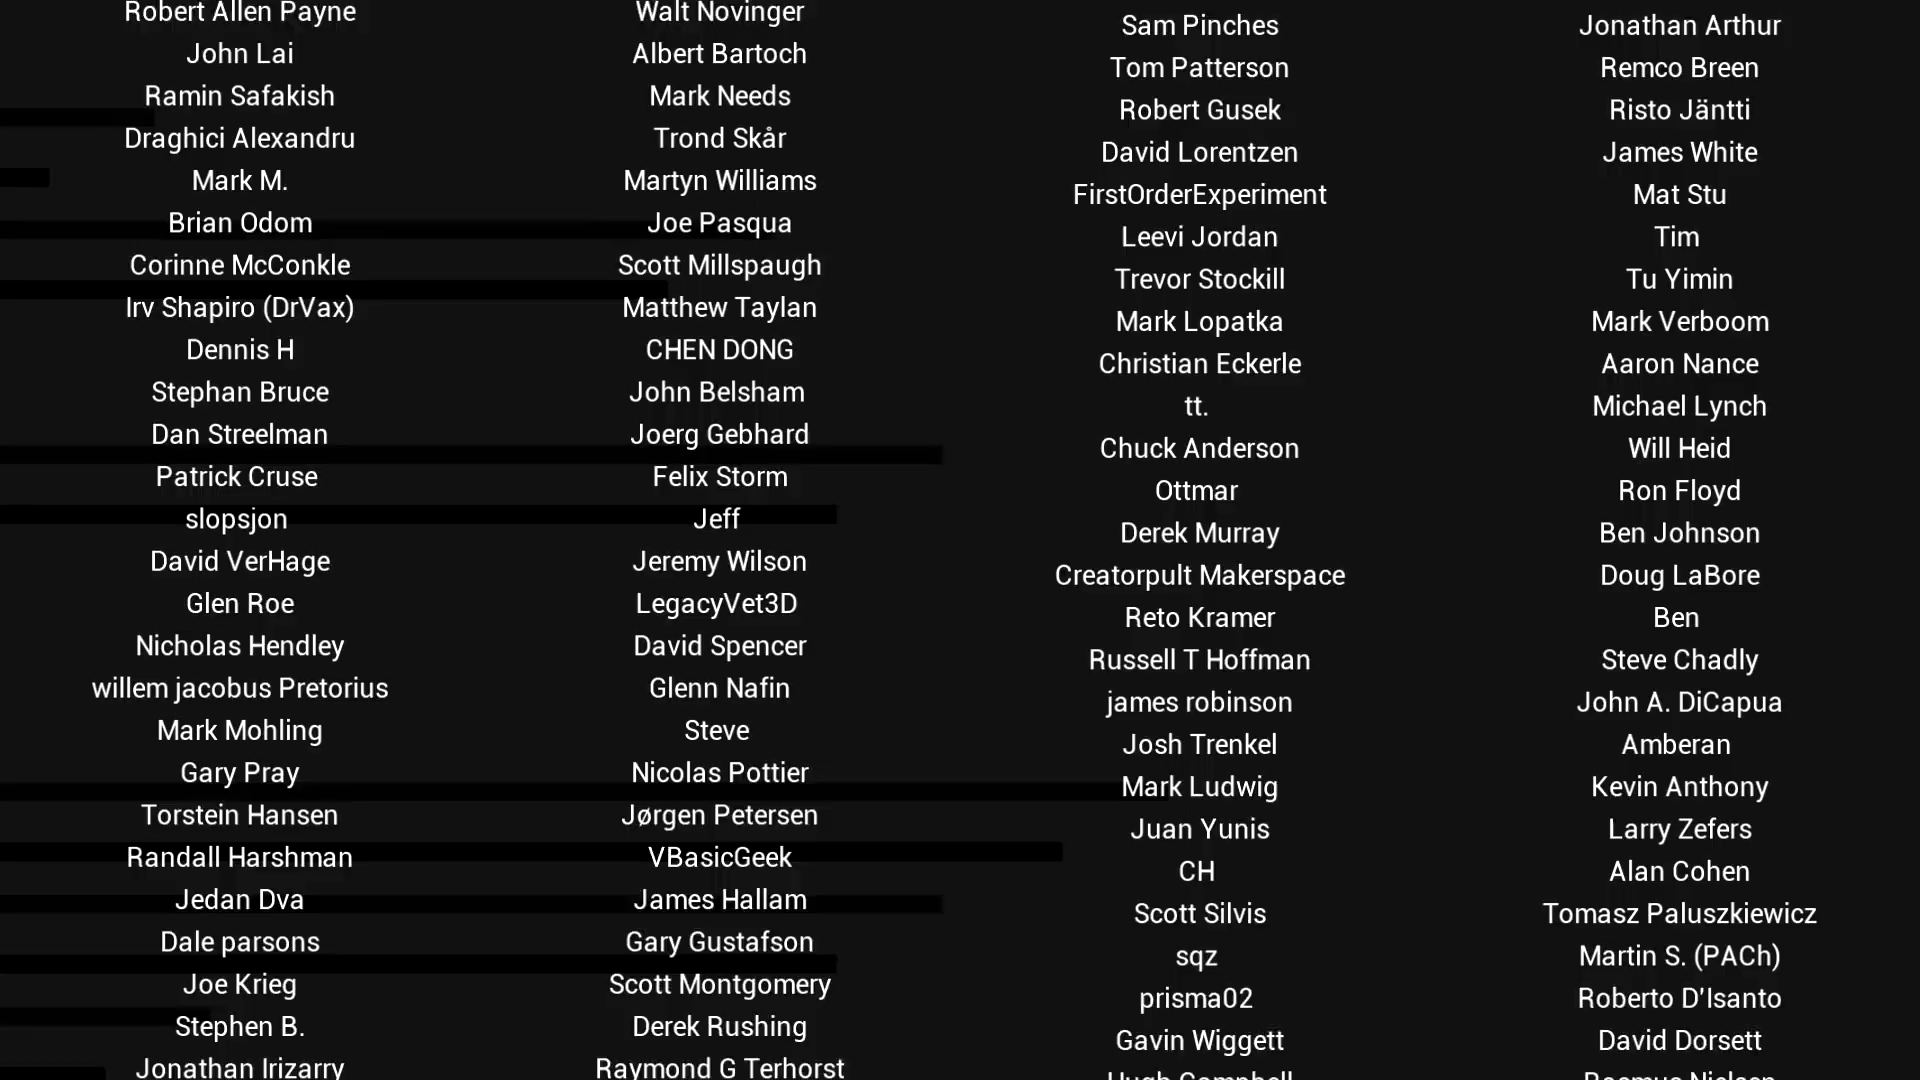 Robert Allen Payne
John Lai
Ramin Safakish
Draghici Alexandru
Mark M.
Brian Odom
Corinne McConkle
Irv Shapiro (DrVax)
Dennis H
Stephan Bruce
Dan Streelman
Patrick Cruse
slopsjon
David VerHage
Glen Roe
Nicholas Hendley
willem jacobus Pretorius
Mark Mohling
Gary Pray
Torstein Hansen
Randall Harshman
Jedan Dva
Dale parsons
Joe Krieg
Stephen B.
Jonathan Irizarry
Walt Novinger
Albert Bartoch
Mark Needs
Trond Skår
Martyn Williams
Joe Pasqua
Scott Millspaugh
Matthew Taylan
CHEN DONG
John Belsham
Joerg Gebhard
Felix Storm
Jeff
Jeremy Wilson
LegacyVet3D
David Spencer
Glenn Nafin
Steve
Nicolas Pottier
Jørgen Petersen
VBasicGeek
James Hallam
Gary Gustafson
Scott Montgomery
Derek Rushing
Raymond G Terhorst
Sam Pinches
Tom Patterson
Robert Gusek
David Lorentzen
FirstOrderExperiment
Leevi Jordan
Trevor Stockill
Mark Lopatka
Christian Eckerle
tt.
Chuck Anderson
Ottmar
Derek Murray
Creatorpult Makerspace
Reto Kramer
Russell T Hoffman
james robinson
Josh Trenkel
Mark Ludwig
Juan Yunis
CH
Scott Silvis
sqz
prisma02
Gavin Wiggett
Hugh Campbell
Jonathan Arthur
Remco Breen
Risto Jäntti
James White
Mat Stu
Tim
Tu Yimin
Mark Verboom
Aaron Nance
Michael Lynch
Will Heid
Ron Floyd
Ben Johnson
Doug LaBore
Ben
Steve Chadly
John A. DiCapua
Amberan
Kevin Anthony
Larry Zefers
Alan Cohen
Tomasz Paluszkiewicz
Martin S. (PACh)
Roberto D'Isanto
David Dorsett
Rasmus Nielsen